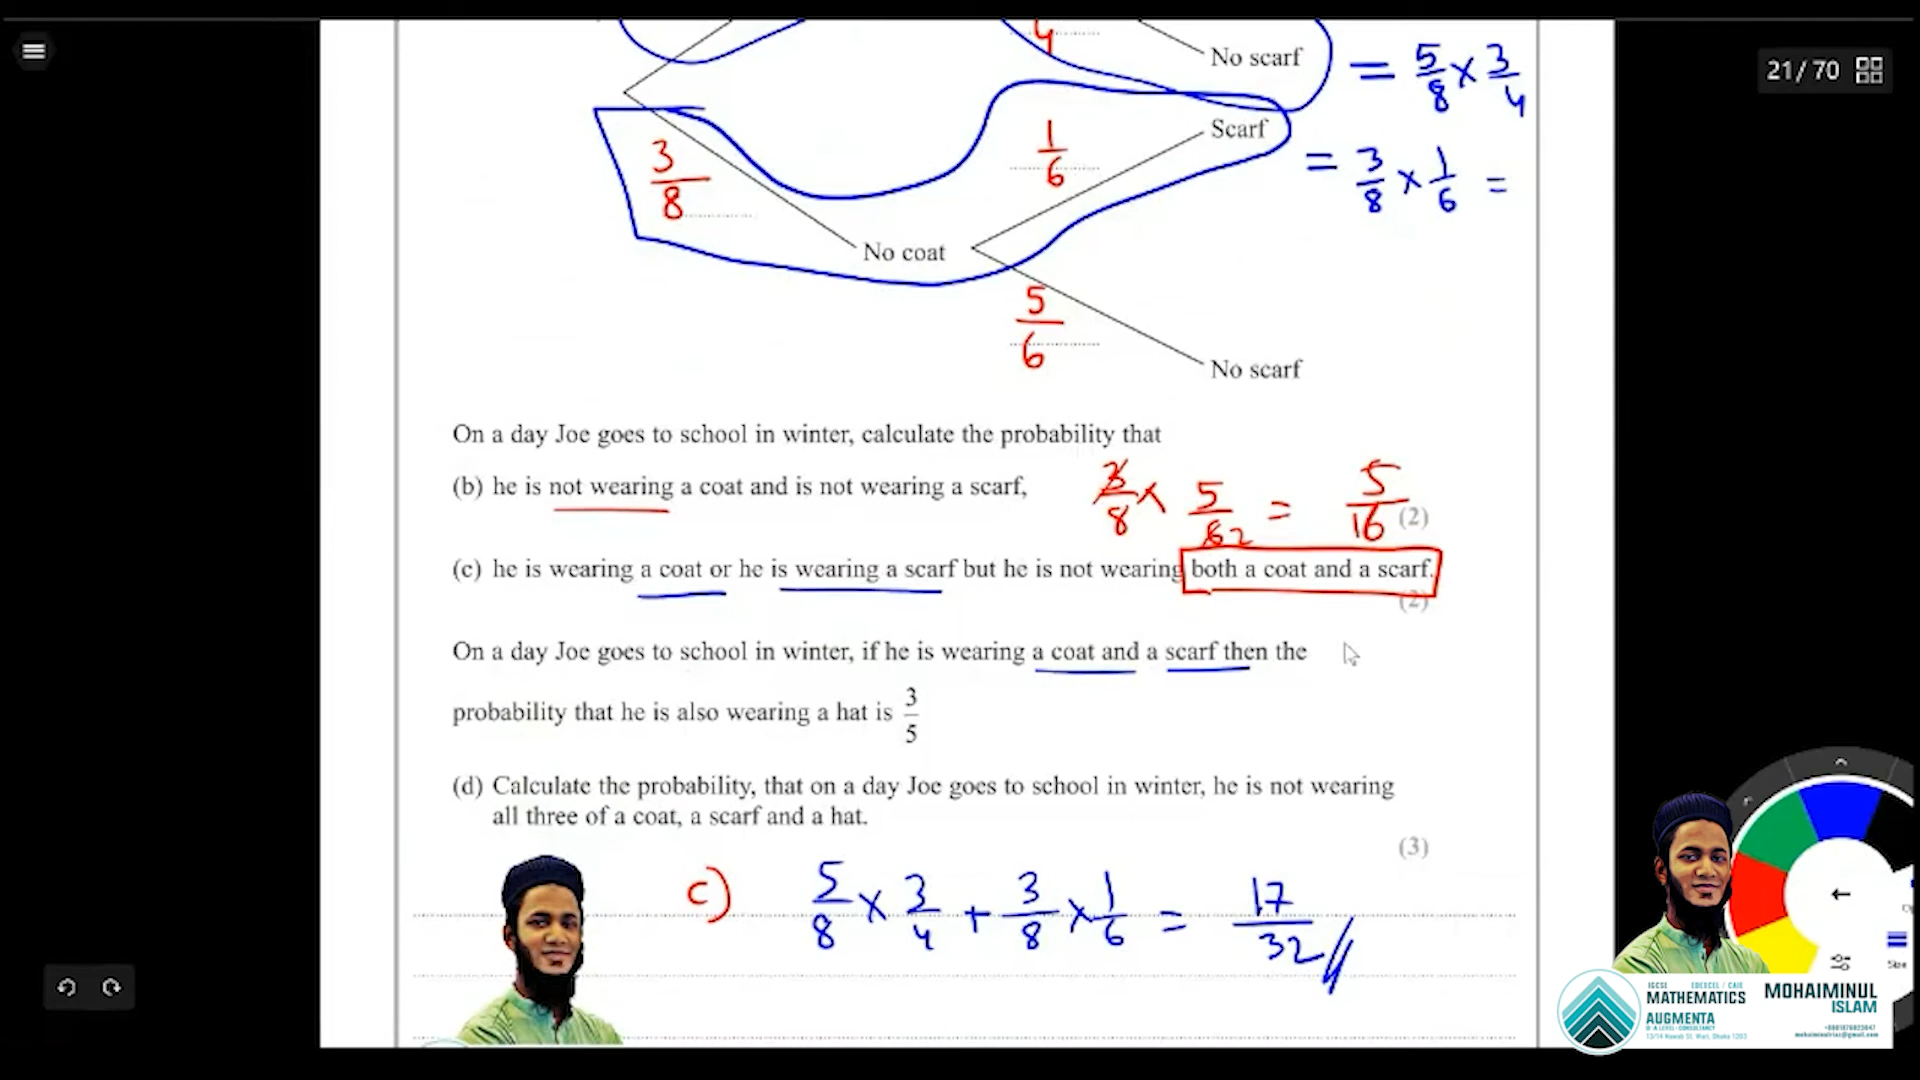 21 / 70
4
No scarf
= 5/8 × 3/4
Scarf
1/6
= 3/8 × 1/6 =
3/8
No coat
5/6
No scarf
On a day Joe goes to school in winter, calculate the probability that
(b) he is not wearing a coat and is not wearing a scarf,
3/8 × 5/62 = 5/16
(2)
(c) he is wearing a coat or he is wearing a scarf but he is not wearing both a coat and a scarf.
(2)
On a day Joe goes to school in winter, if he is wearing a coat and a scarf then the
probability that he is also wearing a hat is 3/5
(d) Calculate the probability, that on a day Joe goes to school in winter, he is not wearing
all three of a coat, a scarf and a hat.
(3)
c) 5/8 × 3/4 + 3/8 × 1/6 = 17/32
Size
IGCSE EDEXCEL / CAIE
MATHEMATICS
AUGMENTA
MOHAIMINUL
ISLAM